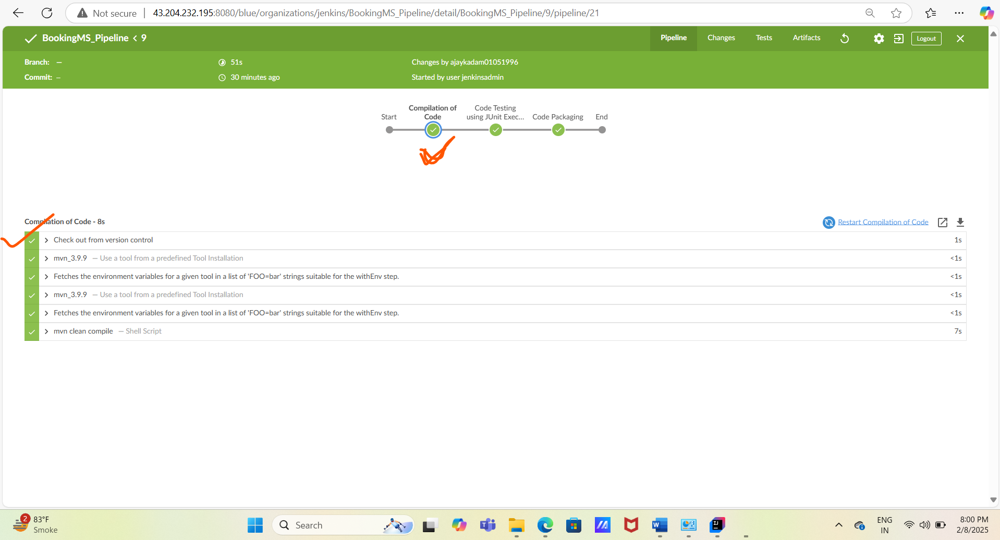 Not secure 43.204.232.195:8080/blue/organizations/jenkins/BookingMS_Pipeline/detail/BookingMS_Pipeline/9/pipeline/21
BookingMS_Pipeline < 9 Pipeline Changes Tests Artifacts Logout
Branch: — 51s Changes by ajaykadam01051996
Commit: — 30 minutes ago Started by user jenkinsadmin
Start Compilation of Code Code Testing using JUnit Exec... Code Packaging End
Compilation of Code - 8s Restart Compilation of Code
Check out from version control 1s
mvn_3.9.9 — Use a tool from a predefined Tool Installation <1s
Fetches the environment variables for a given tool in a list of 'FOO=bar' strings suitable for the withEnv step. <1s
mvn_3.9.9 — Use a tool from a predefined Tool Installation <1s
Fetches the environment variables for a given tool in a list of 'FOO=bar' strings suitable for the withEnv step. <1s
mvn clean compile — Shell Script 7s
2 83°F
Smoke
Search
ENG
IN
8:00 PM
2/8/2025